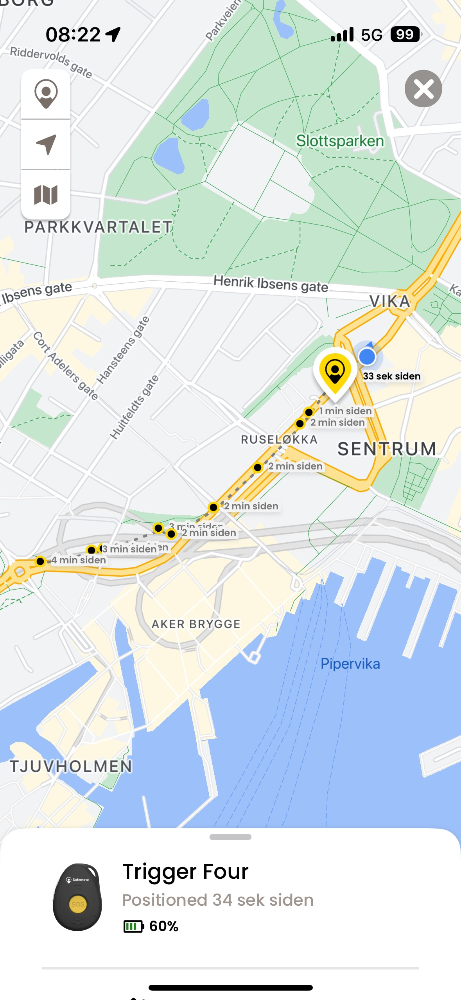 08:22
5G
99
Parkveien
Riddervolds gate
Slottsparken
PARKKVARTALET
Henrik Ibsens gate
Ibsens gate
VIKA
Cort Adelers gate
Hansteens gate
Huitfeldts gate
33 sek siden
1 min siden
2 min siden
RUSELØKKA
SENTRUM
2 min siden
2 min siden
3 min siden
2 min siden
3 min siden
4 min siden
AKER BRYGGE
Pipervika
TJUVHOLMEN
Safemate
SOS
Trigger Four
Positioned 34 sek siden
60%